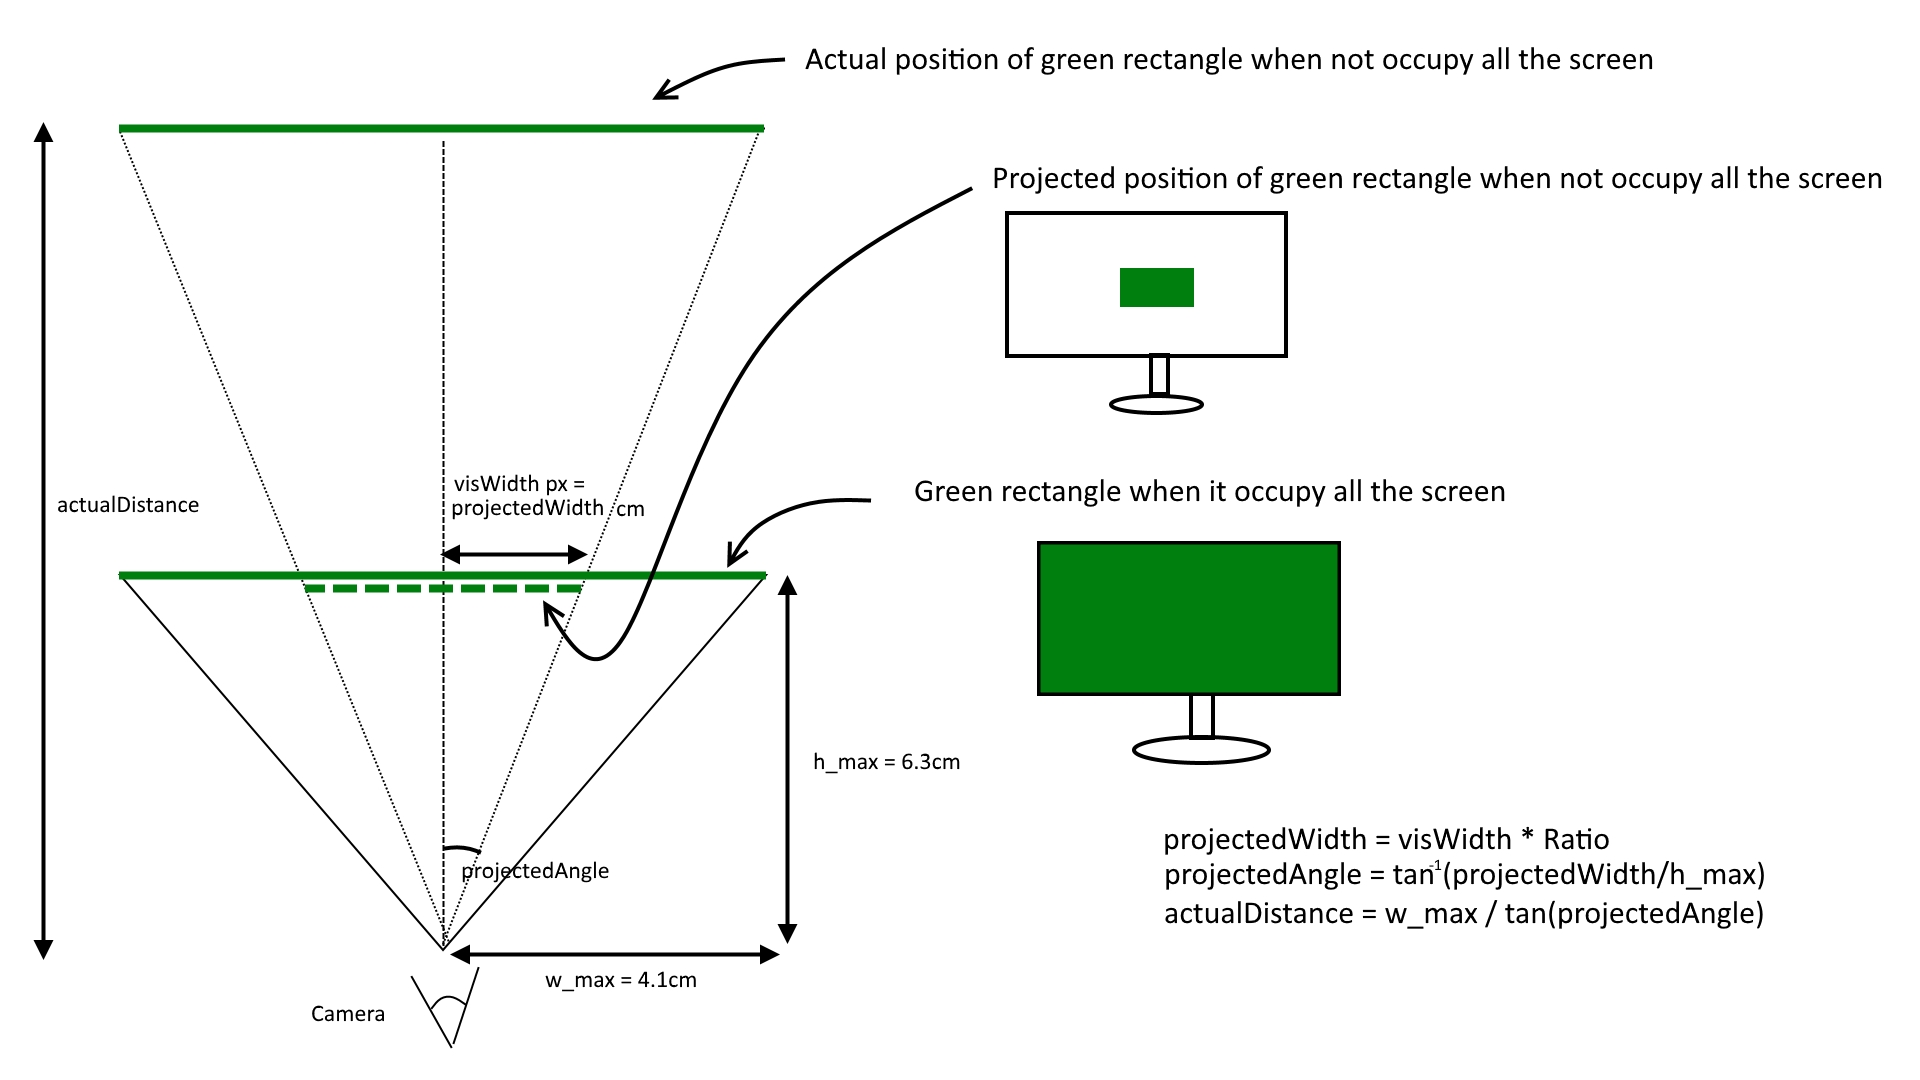 Actual position of green rectangle when not occupy all the screen
Projected position of green rectangle when not occupy all the screen
visWidth px =
projectedWidth cm
actualDistance
Green rectangle when it occupy all the screen
h_max = 6.3cm
projectedAngle
w_max = 4.1cm
Camera
projectedWidth = visWidth * Ratio
projectedAngle = tan⁻¹(projectedWidth/h_max)
actualDistance = w_max / tan(projectedAngle)